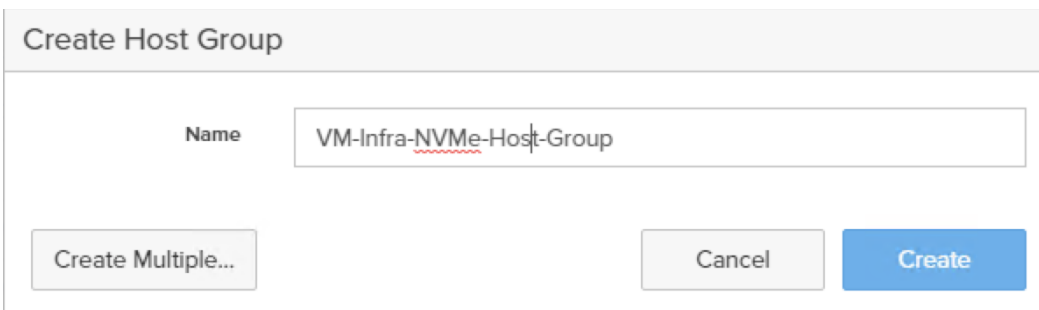 Create Host Group
Name VM-Infra-NVMe-Host-Group
Create Multiple... Cancel Create